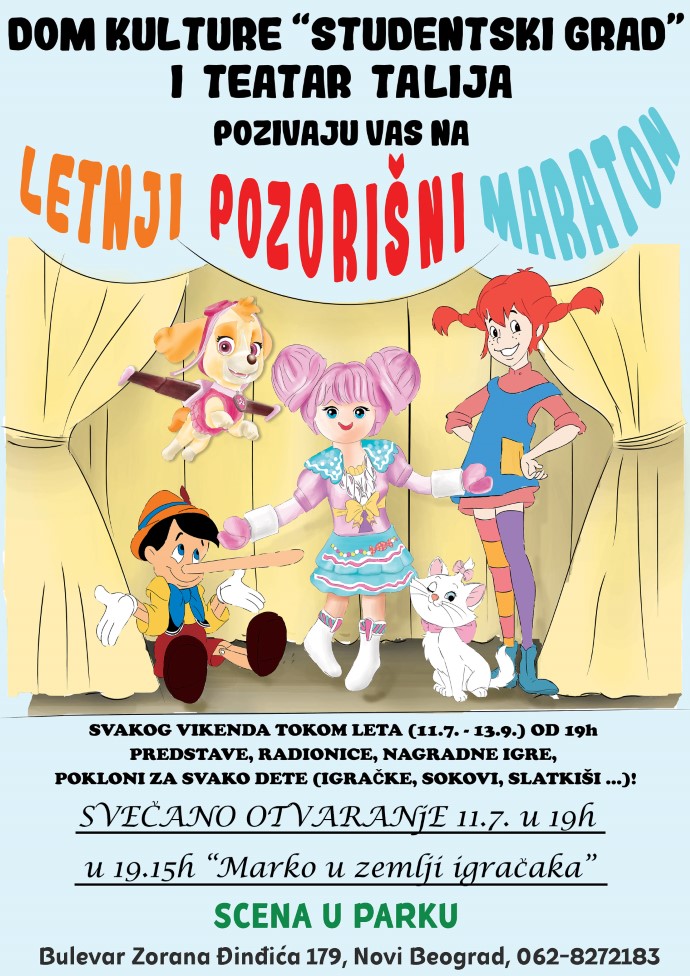 DOM KULTURE “STUDENTSKI GRAD”
I TEATAR TALIJA
POZIVAJU VAS NA
LETNJI POZORIŠNI MARATON
SVAKOG VIKENDA TOKOM LETA (11.7. - 13.9.) OD 19h
PREDSTAVE, RADIONICE, NAGRADNE IGRE,
POKLONI ZA SVAKO DETE (IGRAČKE, SOKOVI, SLATKIŠI ...)!
SVEČANO OTVARANjE 11.7. u 19h
u 19.15h “Marko u zemlji igračaka”
SCENA U PARKU
Bulevar Zorana Đinđića 179, Novi Beograd, 062-8272183